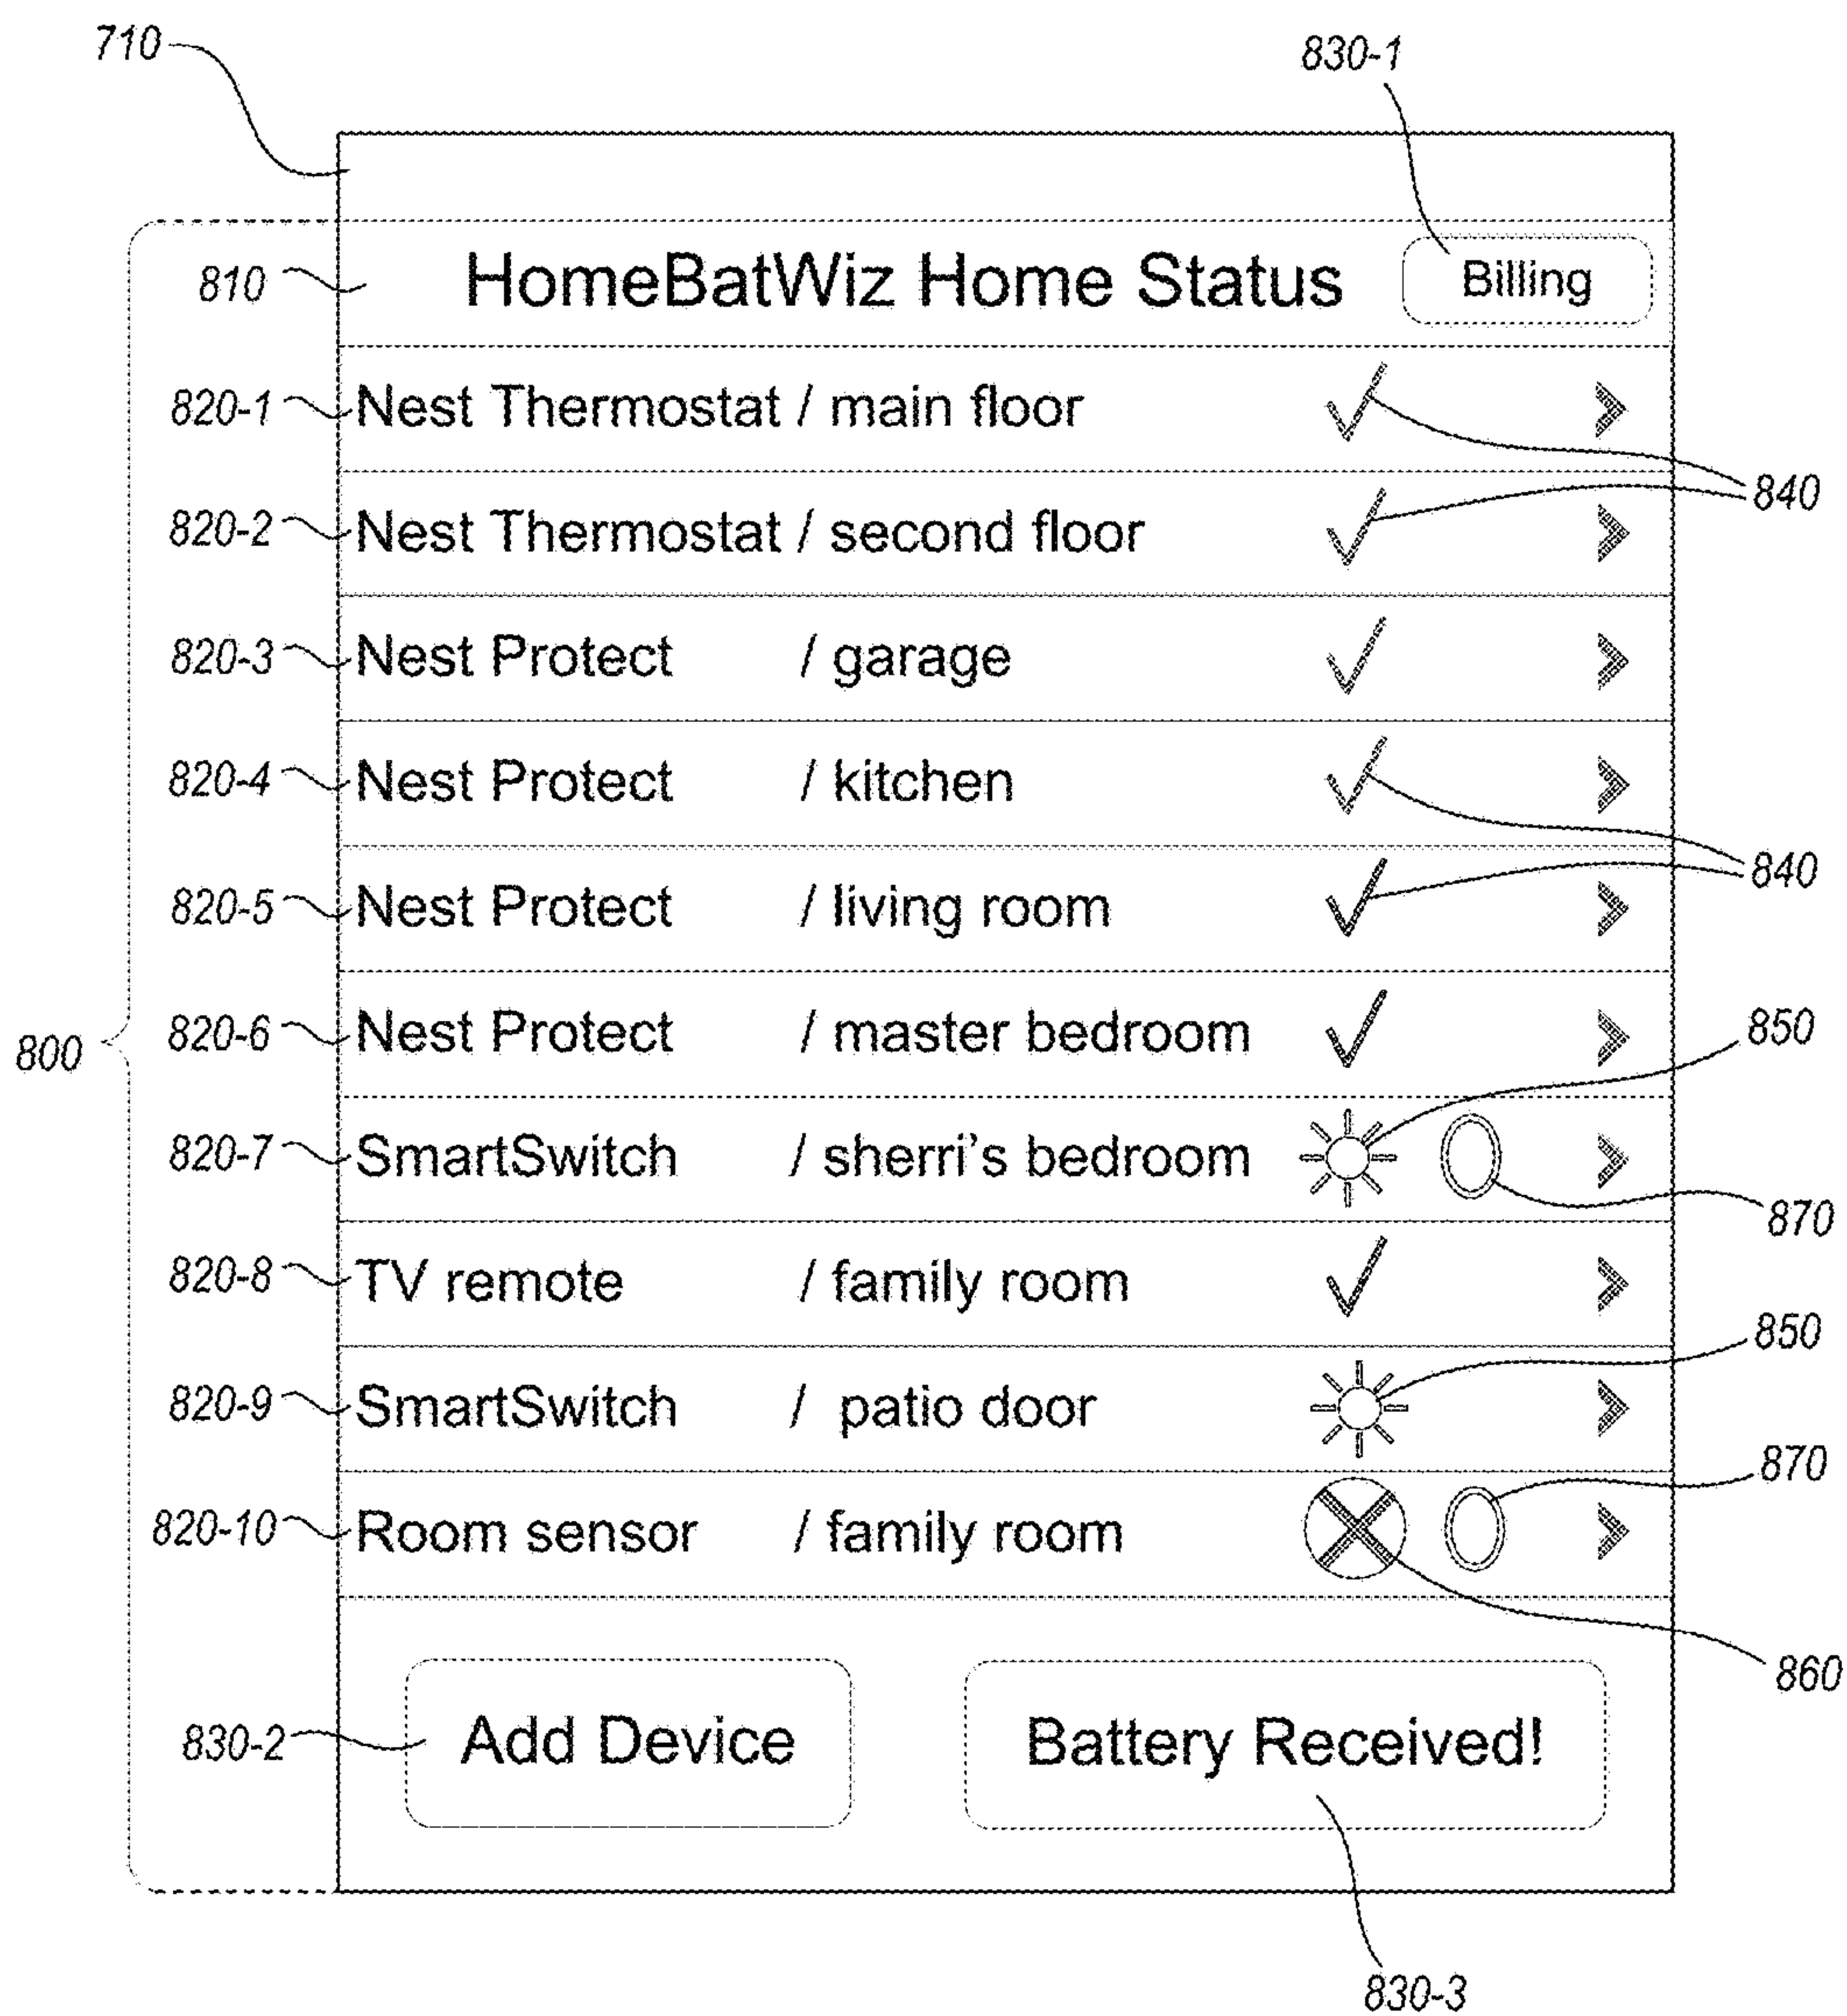 710
830-1
810 HomeBatWiz Home Status Billing
820-1 Nest Thermostat / main floor
840
820-2 Nest Thermostat / second floor
820-3 Nest Protect / garage
820-4 Nest Protect / kitchen
840
820-5 Nest Protect / living room
800
820-6 Nest Protect / master bedroom
850
820-7 SmartSwitch / sherri's bedroom
870
820-8 TV remote / family room
850
820-9 SmartSwitch / patio door
870
820-10 Room sensor / family room
860
830-2 Add Device Battery Received!
830-3